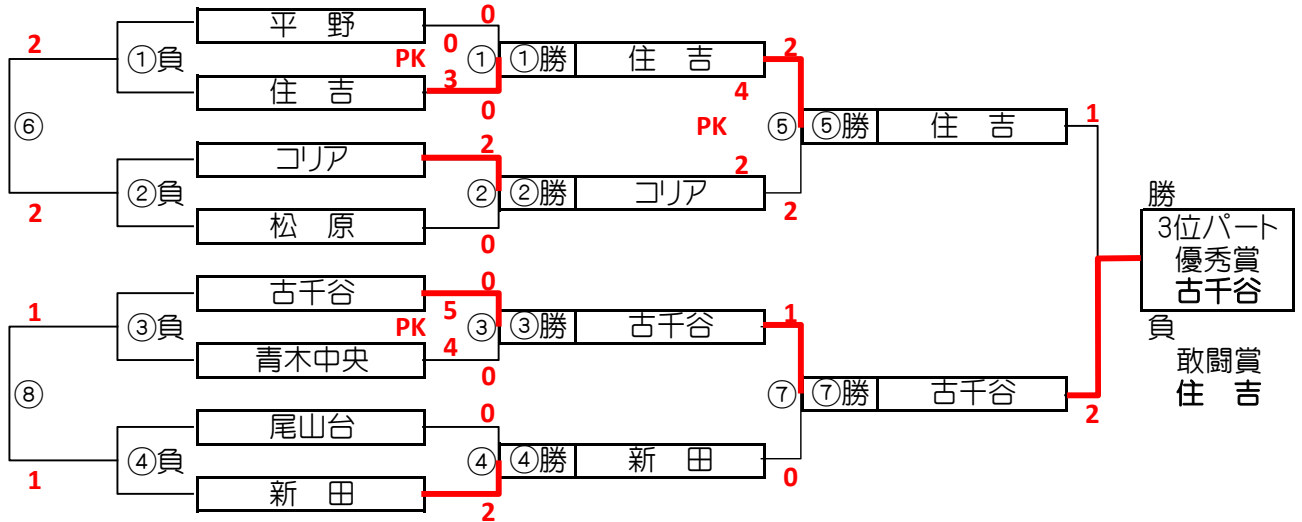 平 野 0
2 0
①負 PK ① ①勝 住 吉 2
住 吉 3
0 4
⑥ PK ⑤ ⑤勝 住 吉 1
コリア 2
②負 ② ②勝 コリア 2
2 松 原 0 2
勝
3位パート
優秀賞
古千谷
負
敢闘賞
住 吉
古千谷 0
1 5
③負 PK ③ ③勝 古千谷 1
青木中央 4
0
⑧ ⑦ ⑦勝 古千谷 2
尾山台 0
④負 ④ ④勝 新 田 0
1 新 田 2